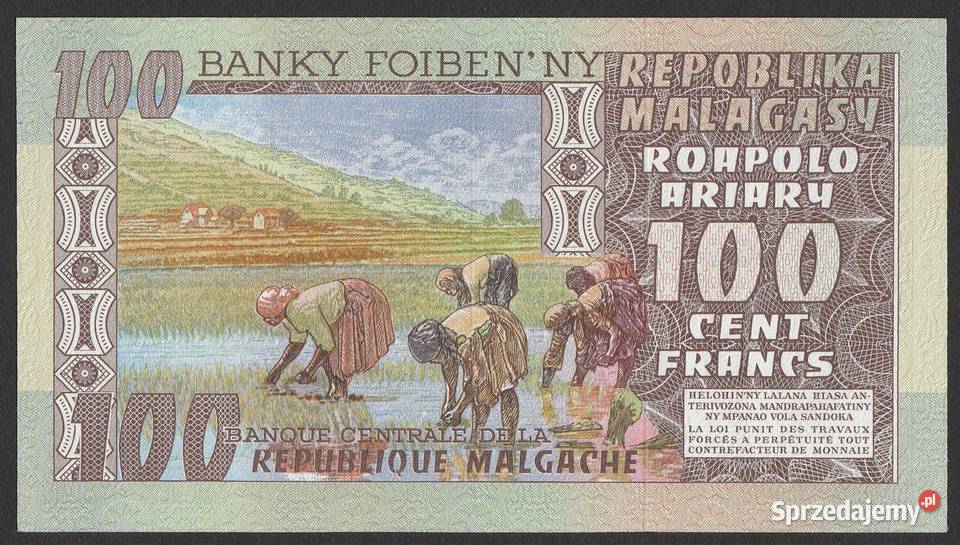 100
BANKY FOIBEN'NY
REPOBLIKA
MALAGASY
ROAPOLO
ARIARY
100
CENT
FRANCS
HELOHIN'NY LALANA HIASA AN-
TERIVOZONA MANDRAPAHAFATINY
NY MPANAO VOLA SANDOKA
LA LOI PUNIT DES TRAVAUX
FORCÉS A PERPÉTUITÉ TOUT
CONTREFACTEUR DE MONNAIE
100
BANQUE CENTRALE DE LA
REPUBLIQUE MALGACHE
Sprzedajemy.pl